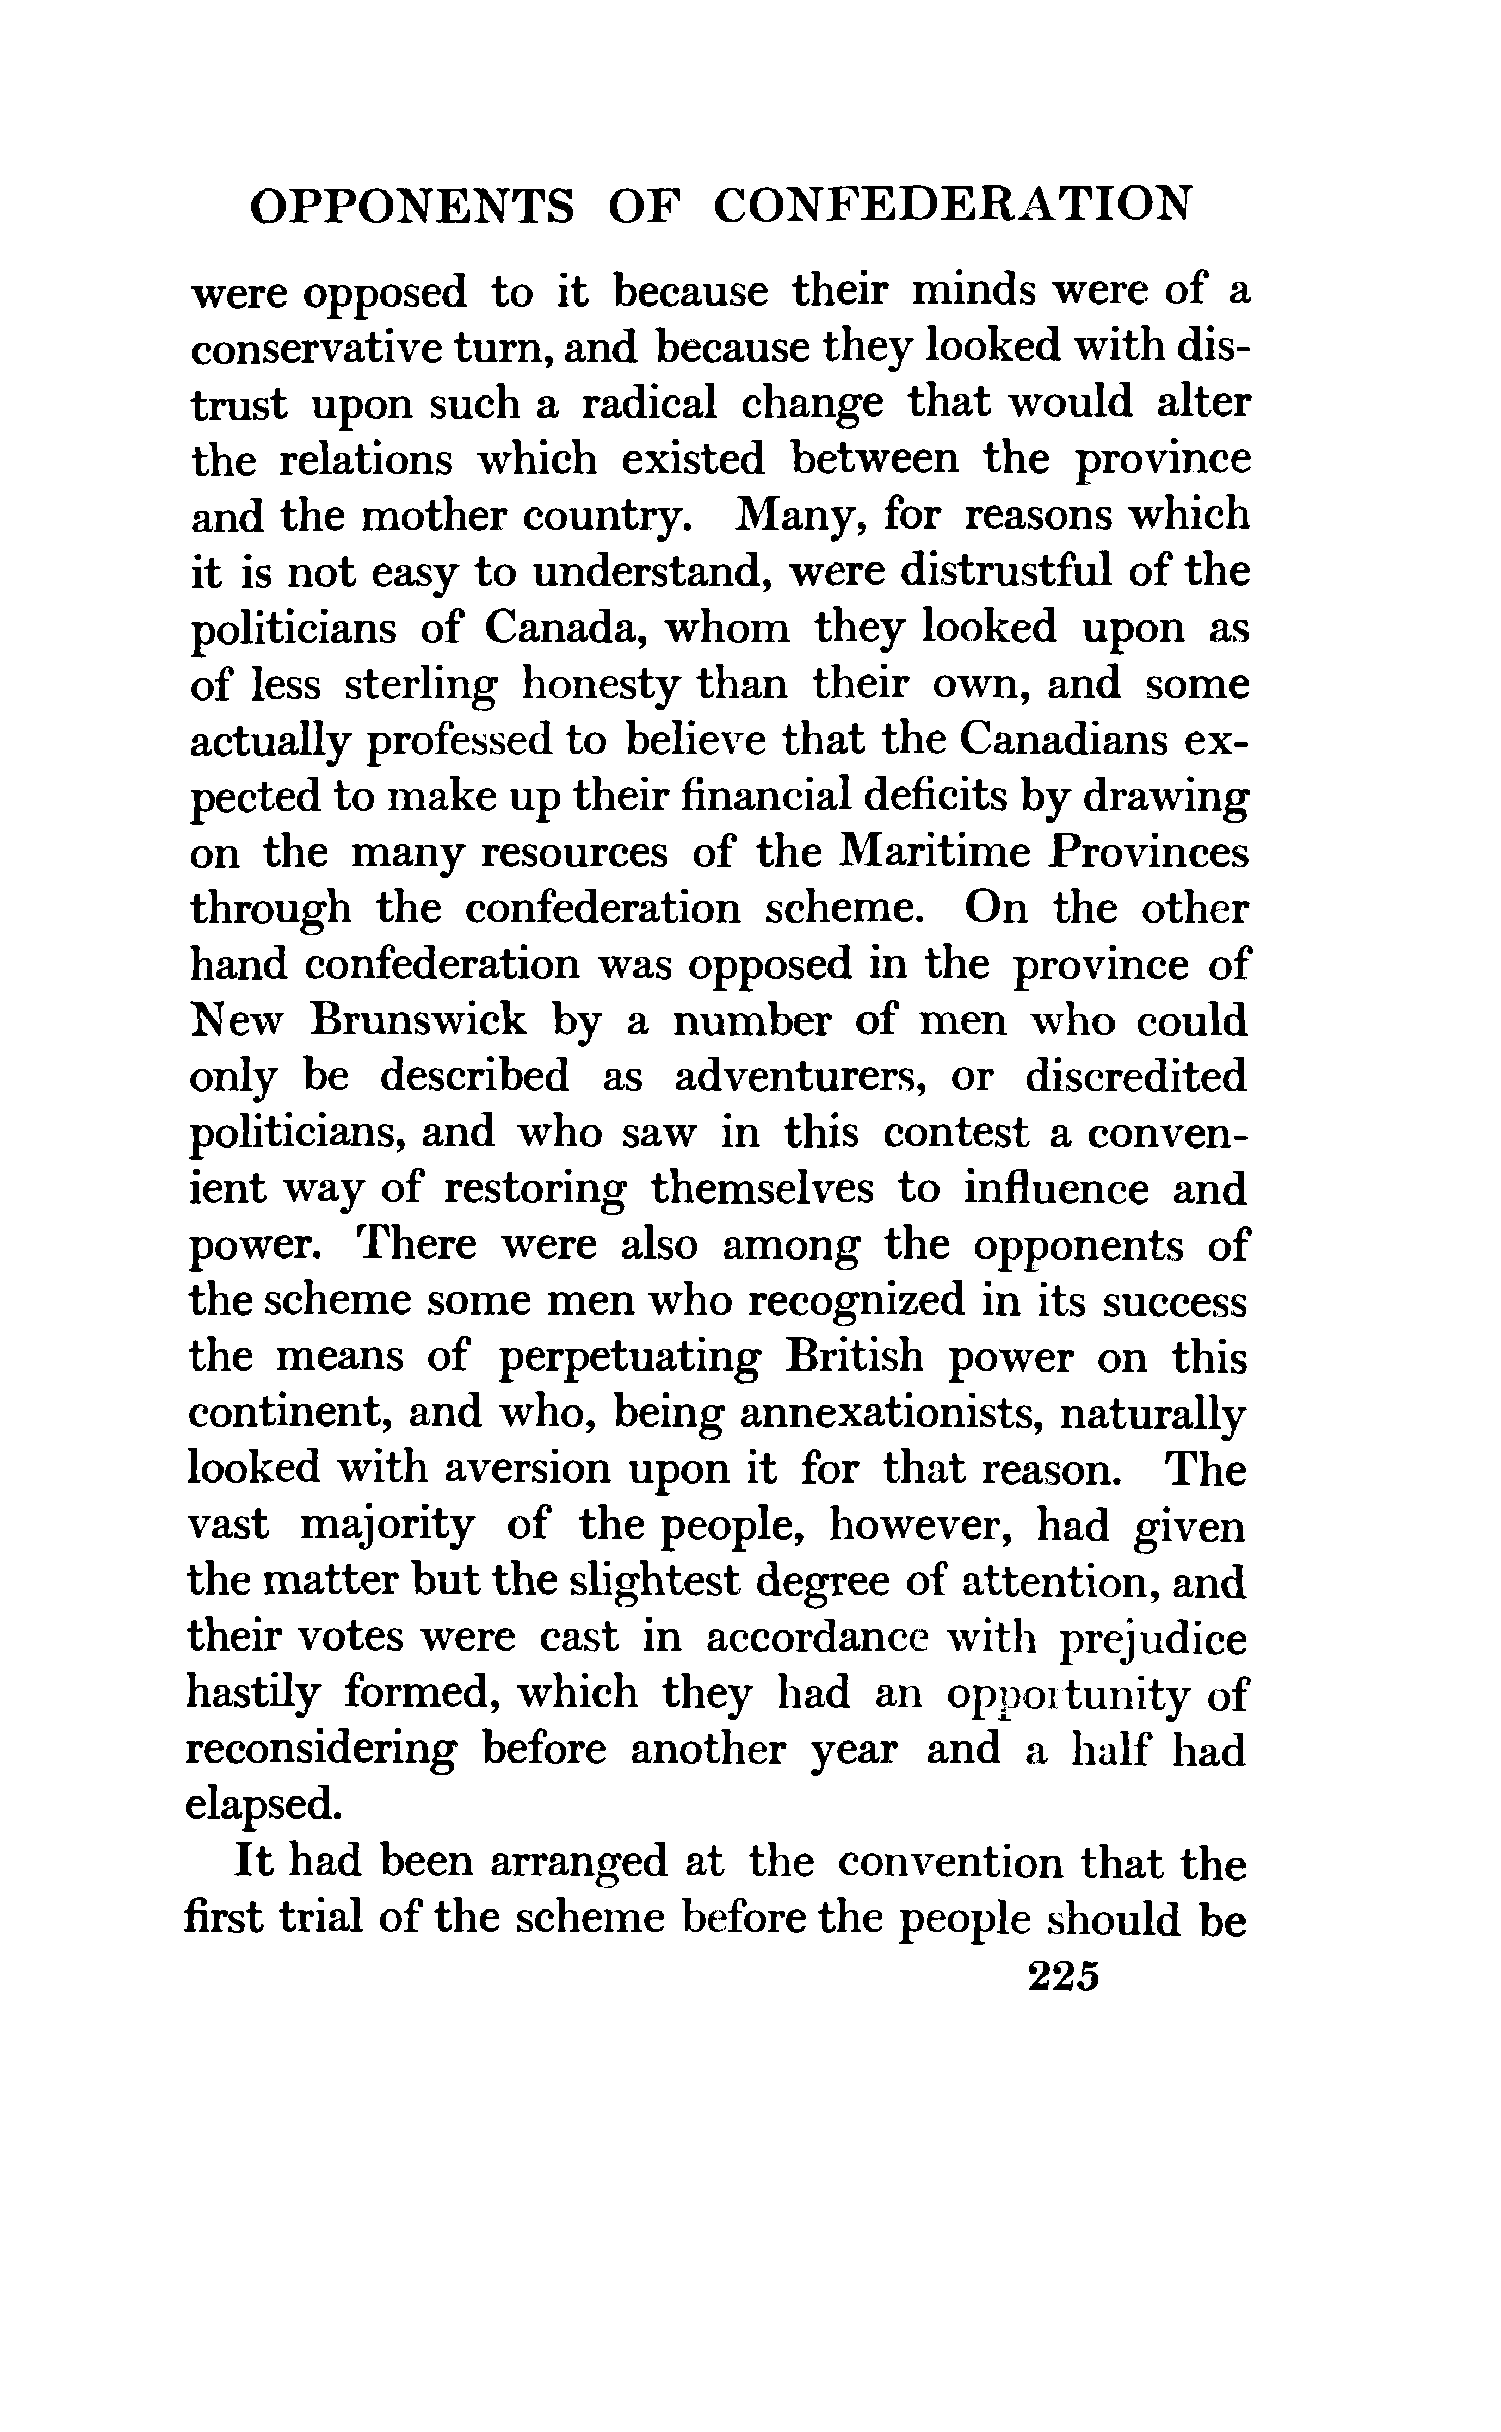 OPPONENTS OF CONFEDERATION
were opposed to it because their minds were of a
conservative turn, and because they looked with dis-
trust upon such a radical change that would alter
the relations which existed between the province
and the mother country. Many, for reasons which
it is not easy to understand, were distrustful of the
politicians of Canada, whom they looked upon as
of less sterling honesty than their own, and some
actually professed to believe that the Canadians ex-
pected to make up their financial deficits by drawing
on the many resources of the Maritime Provinces
through the confederation scheme. On the other
hand confederation was opposed in the province of
New Brunswick by a number of men who could
only be described as adventurers, or discredited
politicians, and who saw in this contest a conven-
ient way of restoring themselves to influence and
power. There were also among the opponents of
the scheme some men who recognized in its success
the means of perpetuating British power on this
continent, and who, being annexationists, naturally
looked with aversion upon it for that reason. The
vast majority of the people, however, had given
the matter but the slightest degree of attention, and
their votes were cast in accordance with prejudice
hastily formed, which they had an opportunity of
reconsidering before another year and a half had
elapsed.
It had been arranged at the convention that the
first trial of the scheme before the people should be
225